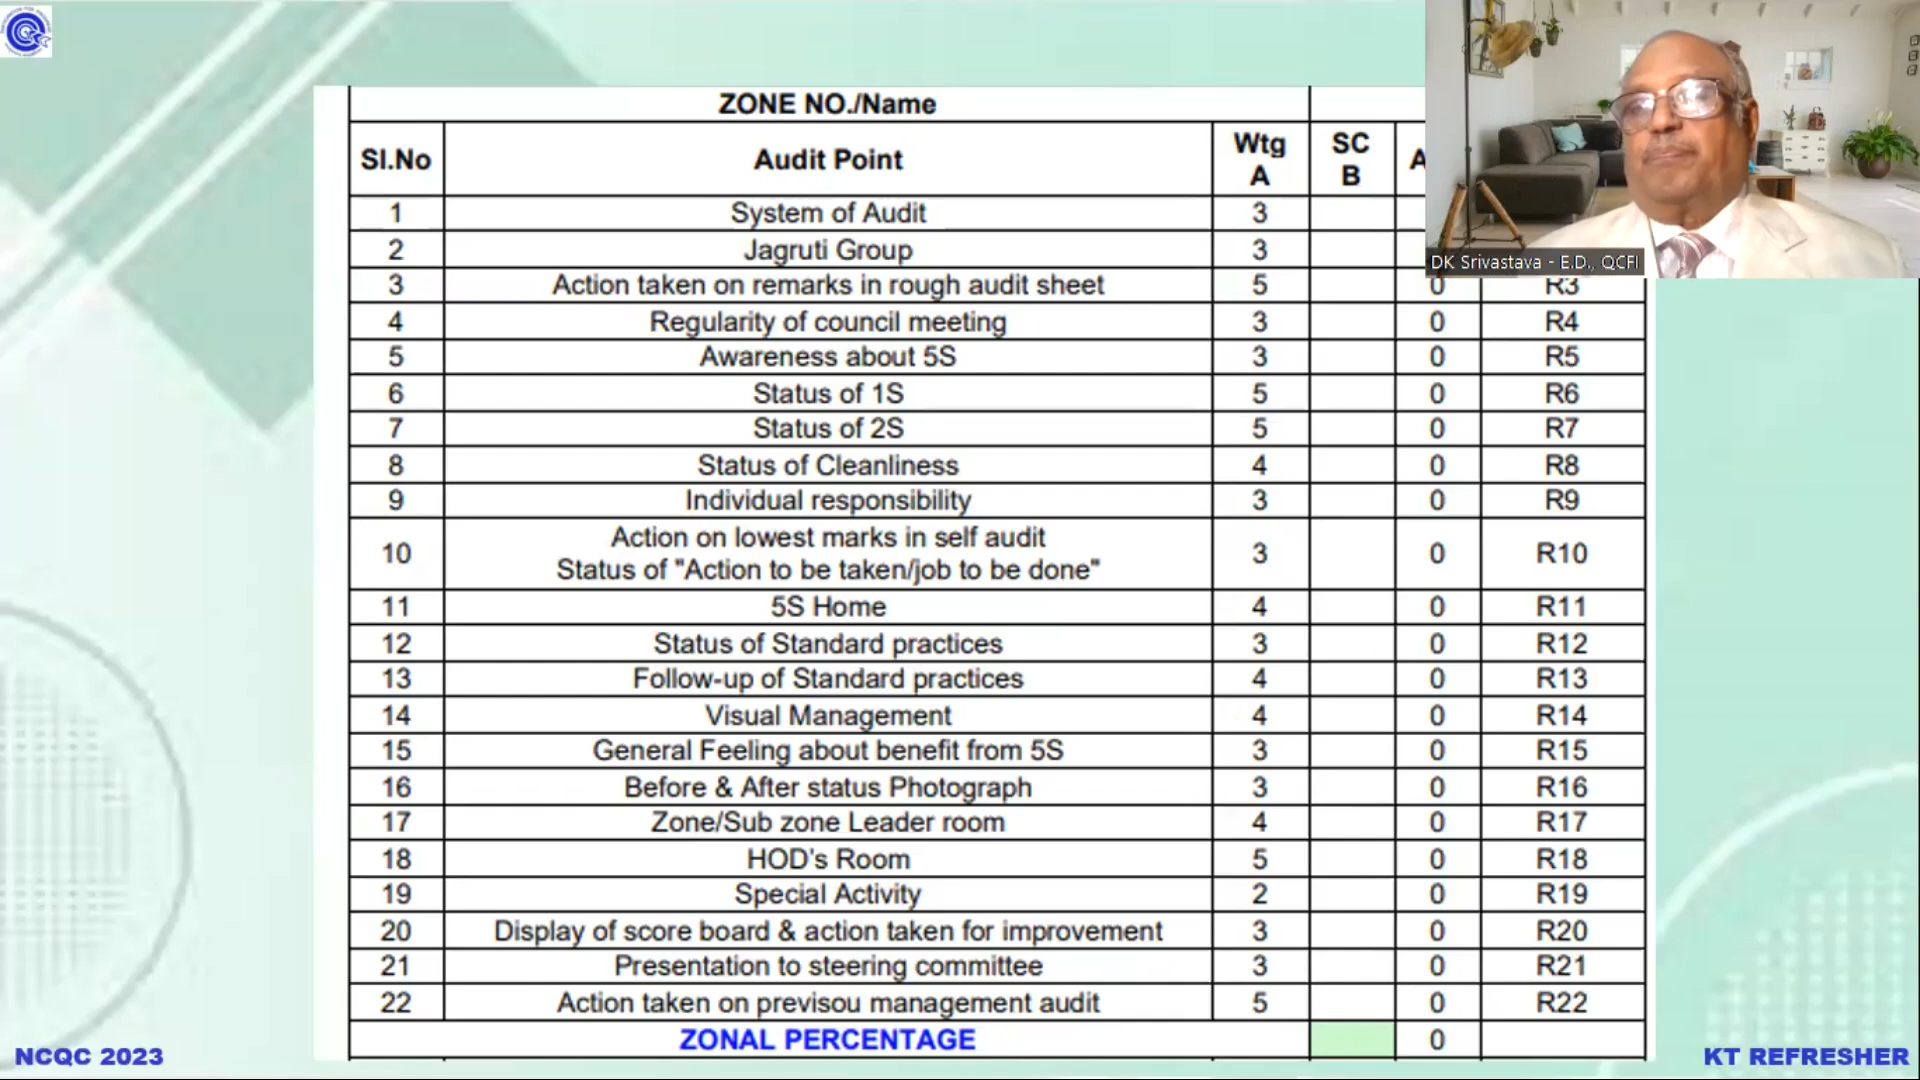 ZONE NO./Name
SI.No Audit Point Wtg A SC B A
1 System of Audit 3
2 Jagruti Group 3
3 Action taken on remarks in rough audit sheet 5 0 R3
4 Regularity of council meeting 3 0 R4
5 Awareness about 5S 3 0 R5
6 Status of 1S 5 0 R6
7 Status of 2S 5 0 R7
8 Status of Cleanliness 4 0 R8
9 Individual responsibility 3 0 R9
10 Action on lowest marks in self audit
Status of "Action to be taken/job to be done" 3 0 R10
11 5S Home 4 0 R11
12 Status of Standard practices 3 0 R12
13 Follow-up of Standard practices 4 0 R13
14 Visual Management 4 0 R14
15 General Feeling about benefit from 5S 3 0 R15
16 Before & After status Photograph 3 0 R16
17 Zone/Sub zone Leader room 4 0 R17
18 HOD's Room 5 0 R18
19 Special Activity 2 0 R19
20 Display of score board & action taken for improvement 3 0 R20
21 Presentation to steering committee 3 0 R21
22 Action taken on previsou management audit 5 0 R22
ZONAL PERCENTAGE 0
DK Srivastava - E.D., QCFI
NCQC 2023
KT REFRESHER